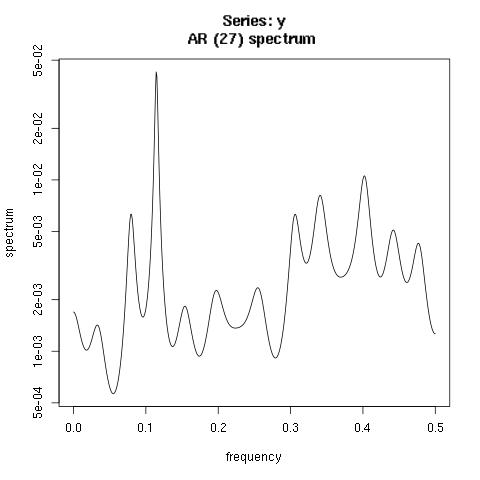 Series: y
AR (27) spectrum
5e-02
2e-02
1e-02
5e-03
2e-03
1e-03
5e-04
spectrum
0.0 0.1 0.2 0.3 0.4 0.5
frequency